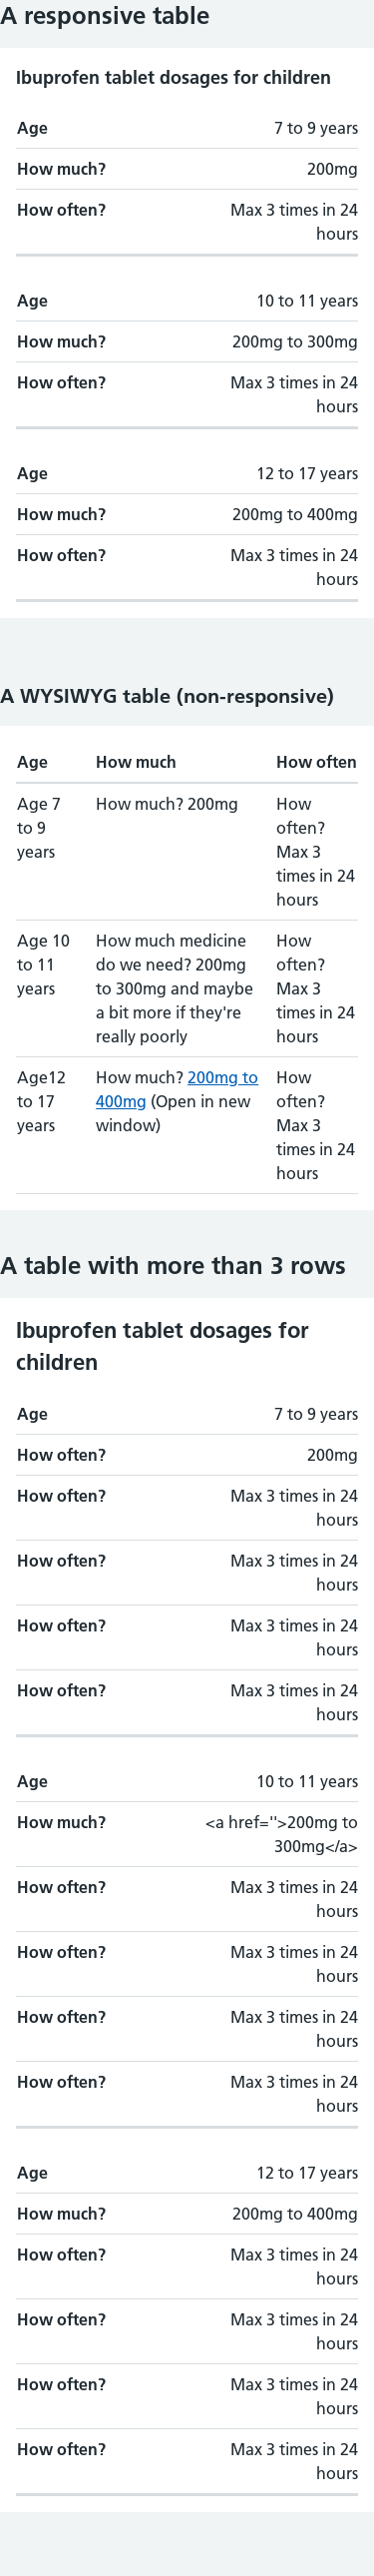 A responsive table
Ibuprofen tablet dosages for children
Age 7 to 9 years
How much? 200mg
How often? Max 3 times in 24
hours
Age 10 to 11 years
How much? 200mg to 300mg
How often? Max 3 times in 24
hours
Age 12 to 17 years
How much? 200mg to 400mg
How often? Max 3 times in 24
hours
A WYSIWYG table (non-responsive)
Age How much How often
Age 7 How much? 200mg How
to 9 often?
years Max 3
times in 24
hours
Age 10 How much medicine How
to 11 do we need? 200mg often?
years to 300mg and maybe Max 3
a bit more if they're times in 24
really poorly hours
Age12 How much? 200mg to How
to 17 400mg (Open in new often?
years window) Max 3
times in 24
hours
A table with more than 3 rows
Ibuprofen tablet dosages for
children
Age 7 to 9 years
How often? 200mg
How often? Max 3 times in 24
hours
How often? Max 3 times in 24
hours
How often? Max 3 times in 24
hours
How often? Max 3 times in 24
hours
Age 10 to 11 years
How much? <a href=''>200mg to
300mg</a>
How often? Max 3 times in 24
hours
How often? Max 3 times in 24
hours
How often? Max 3 times in 24
hours
How often? Max 3 times in 24
hours
Age 12 to 17 years
How much? 200mg to 400mg
How often? Max 3 times in 24
hours
How often? Max 3 times in 24
hours
How often? Max 3 times in 24
hours
How often? Max 3 times in 24
hours